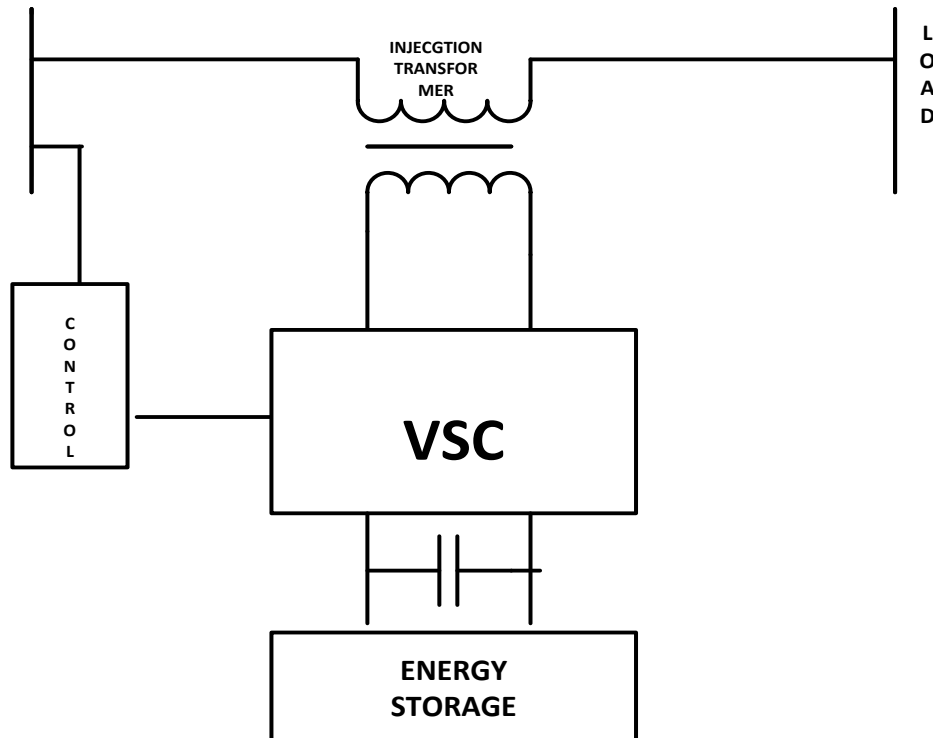 INJECGTION
TRANSFOR
MER
L
O
A
D
C
O
N
T
R
O
L
VSC
ENERGY
STORAGE